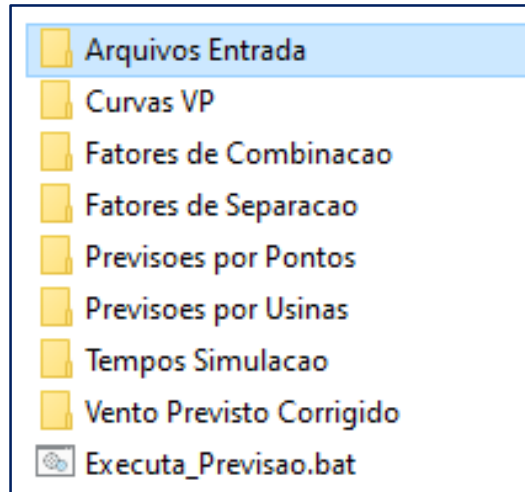 Arquivos Entrada
Curvas VP
Fatores de Combinacao
Fatores de Separacao
Previsoes por Pontos
Previsoes por Usinas
Tempos Simulacao
Vento Previsto Corrigido
Executa_Previsao.bat